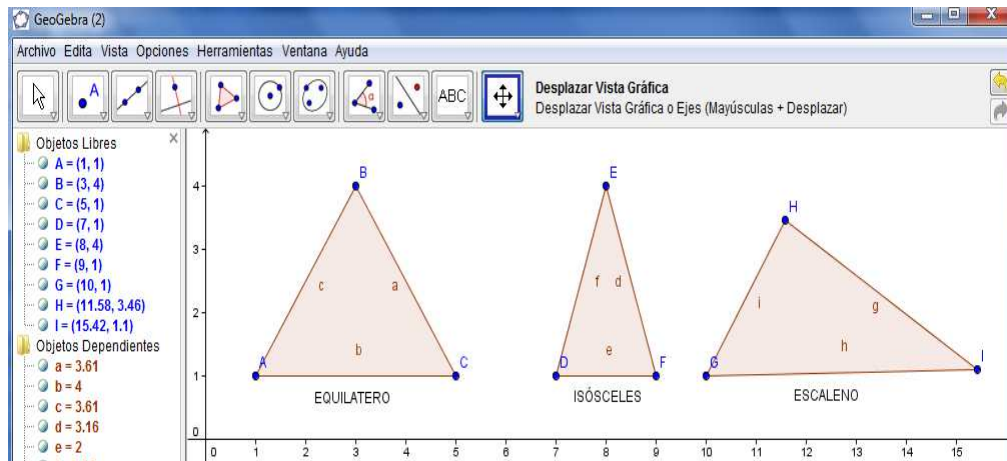 GeoGebra (2)
Archivo Edita Vista Opciones Herramientas Ventana Ayuda
A
α
ABC
Desplazar Vista Gráfica
Desplazar Vista Gráfica o Ejes (Mayúsculas + Desplazar)
Objetos Libres
A = (1, 1)
B = (3, 4)
C = (5, 1)
D = (7, 1)
E = (8, 4)
F = (9, 1)
G = (10, 1)
H = (11.58, 3.46)
I = (15.42, 1.1)
Objetos Dependientes
a = 3.61
b = 4
c = 3.61
d = 3.16
e = 2
4
3
2
1
0
B
c a
b
A C
EQUILATERO
E
f d
e
D F
ISÓSCELES
H
i g
h
G I
ESCALENO
0 1 2 3 4 5 6 7 8 9 10 11 12 13 14 15